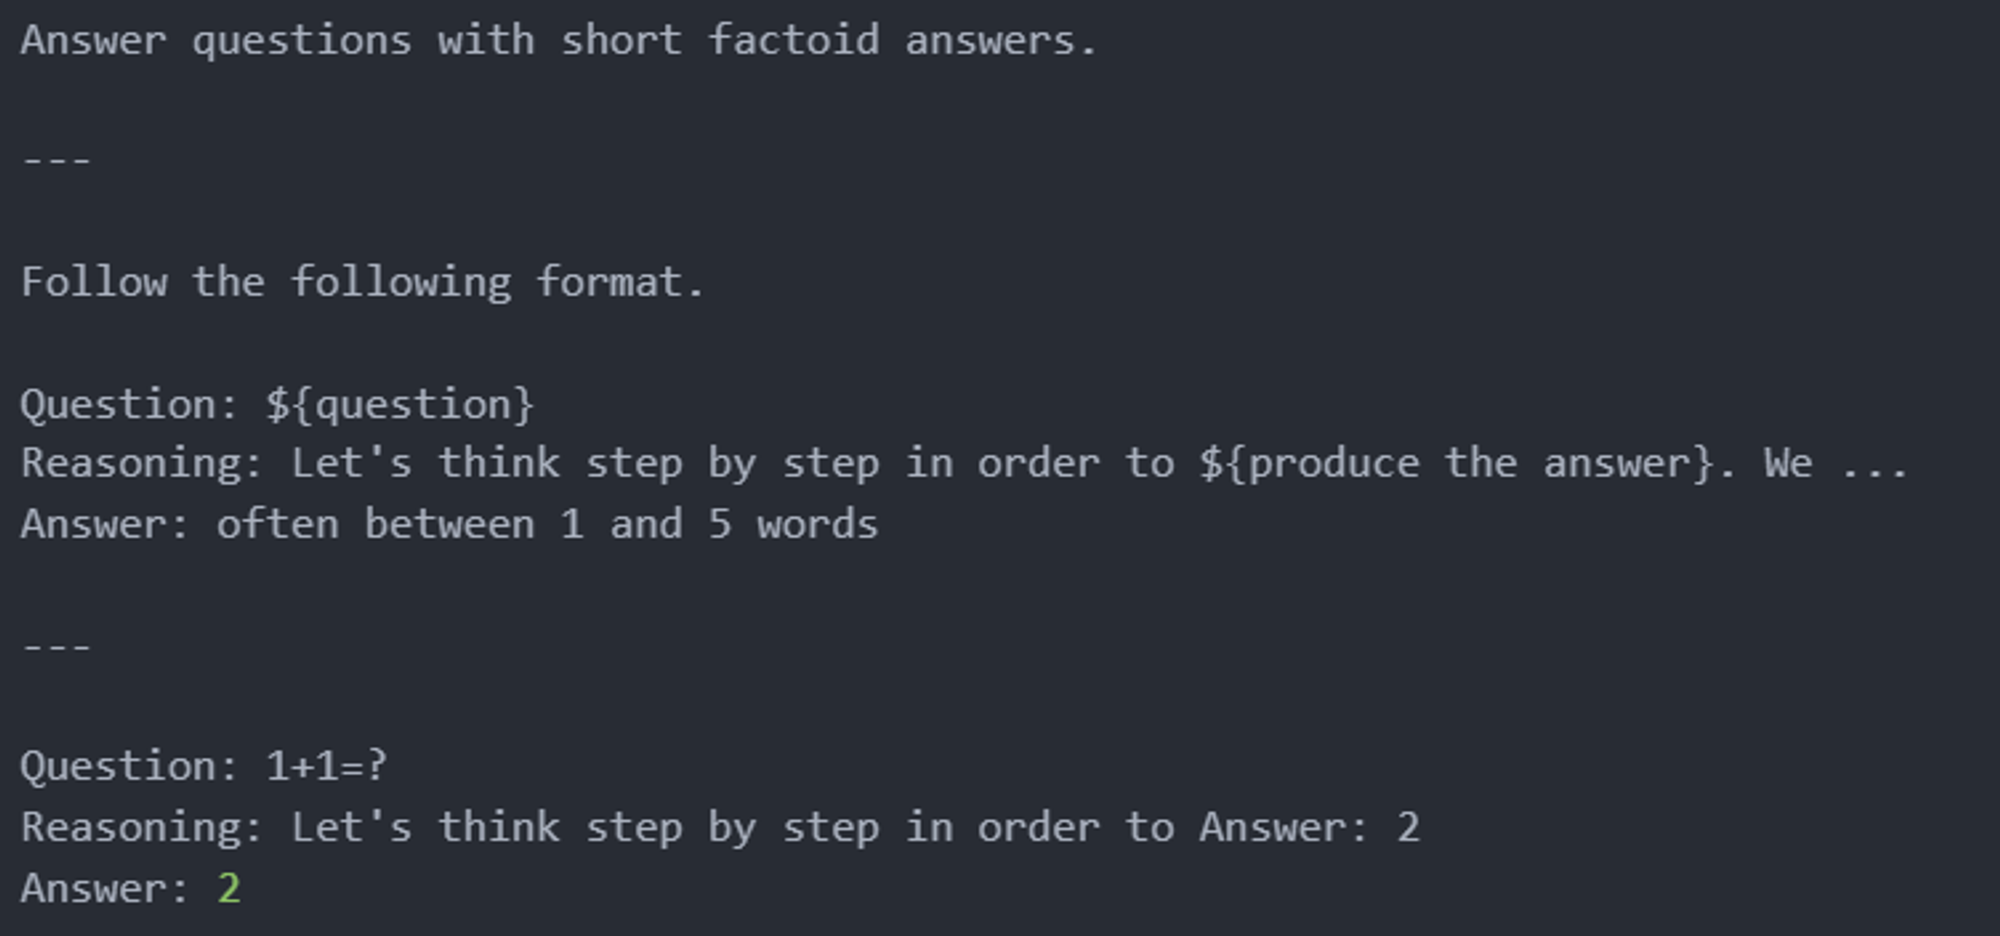 Answer questions with short factoid answers.
---
Follow the following format.
Question: ${question}
Reasoning: Let's think step by step in order to ${produce the answer}. We ...
Answer: often between 1 and 5 words
---
Question: 1+1=?
Reasoning: Let's think step by step in order to Answer: 2
Answer: 2